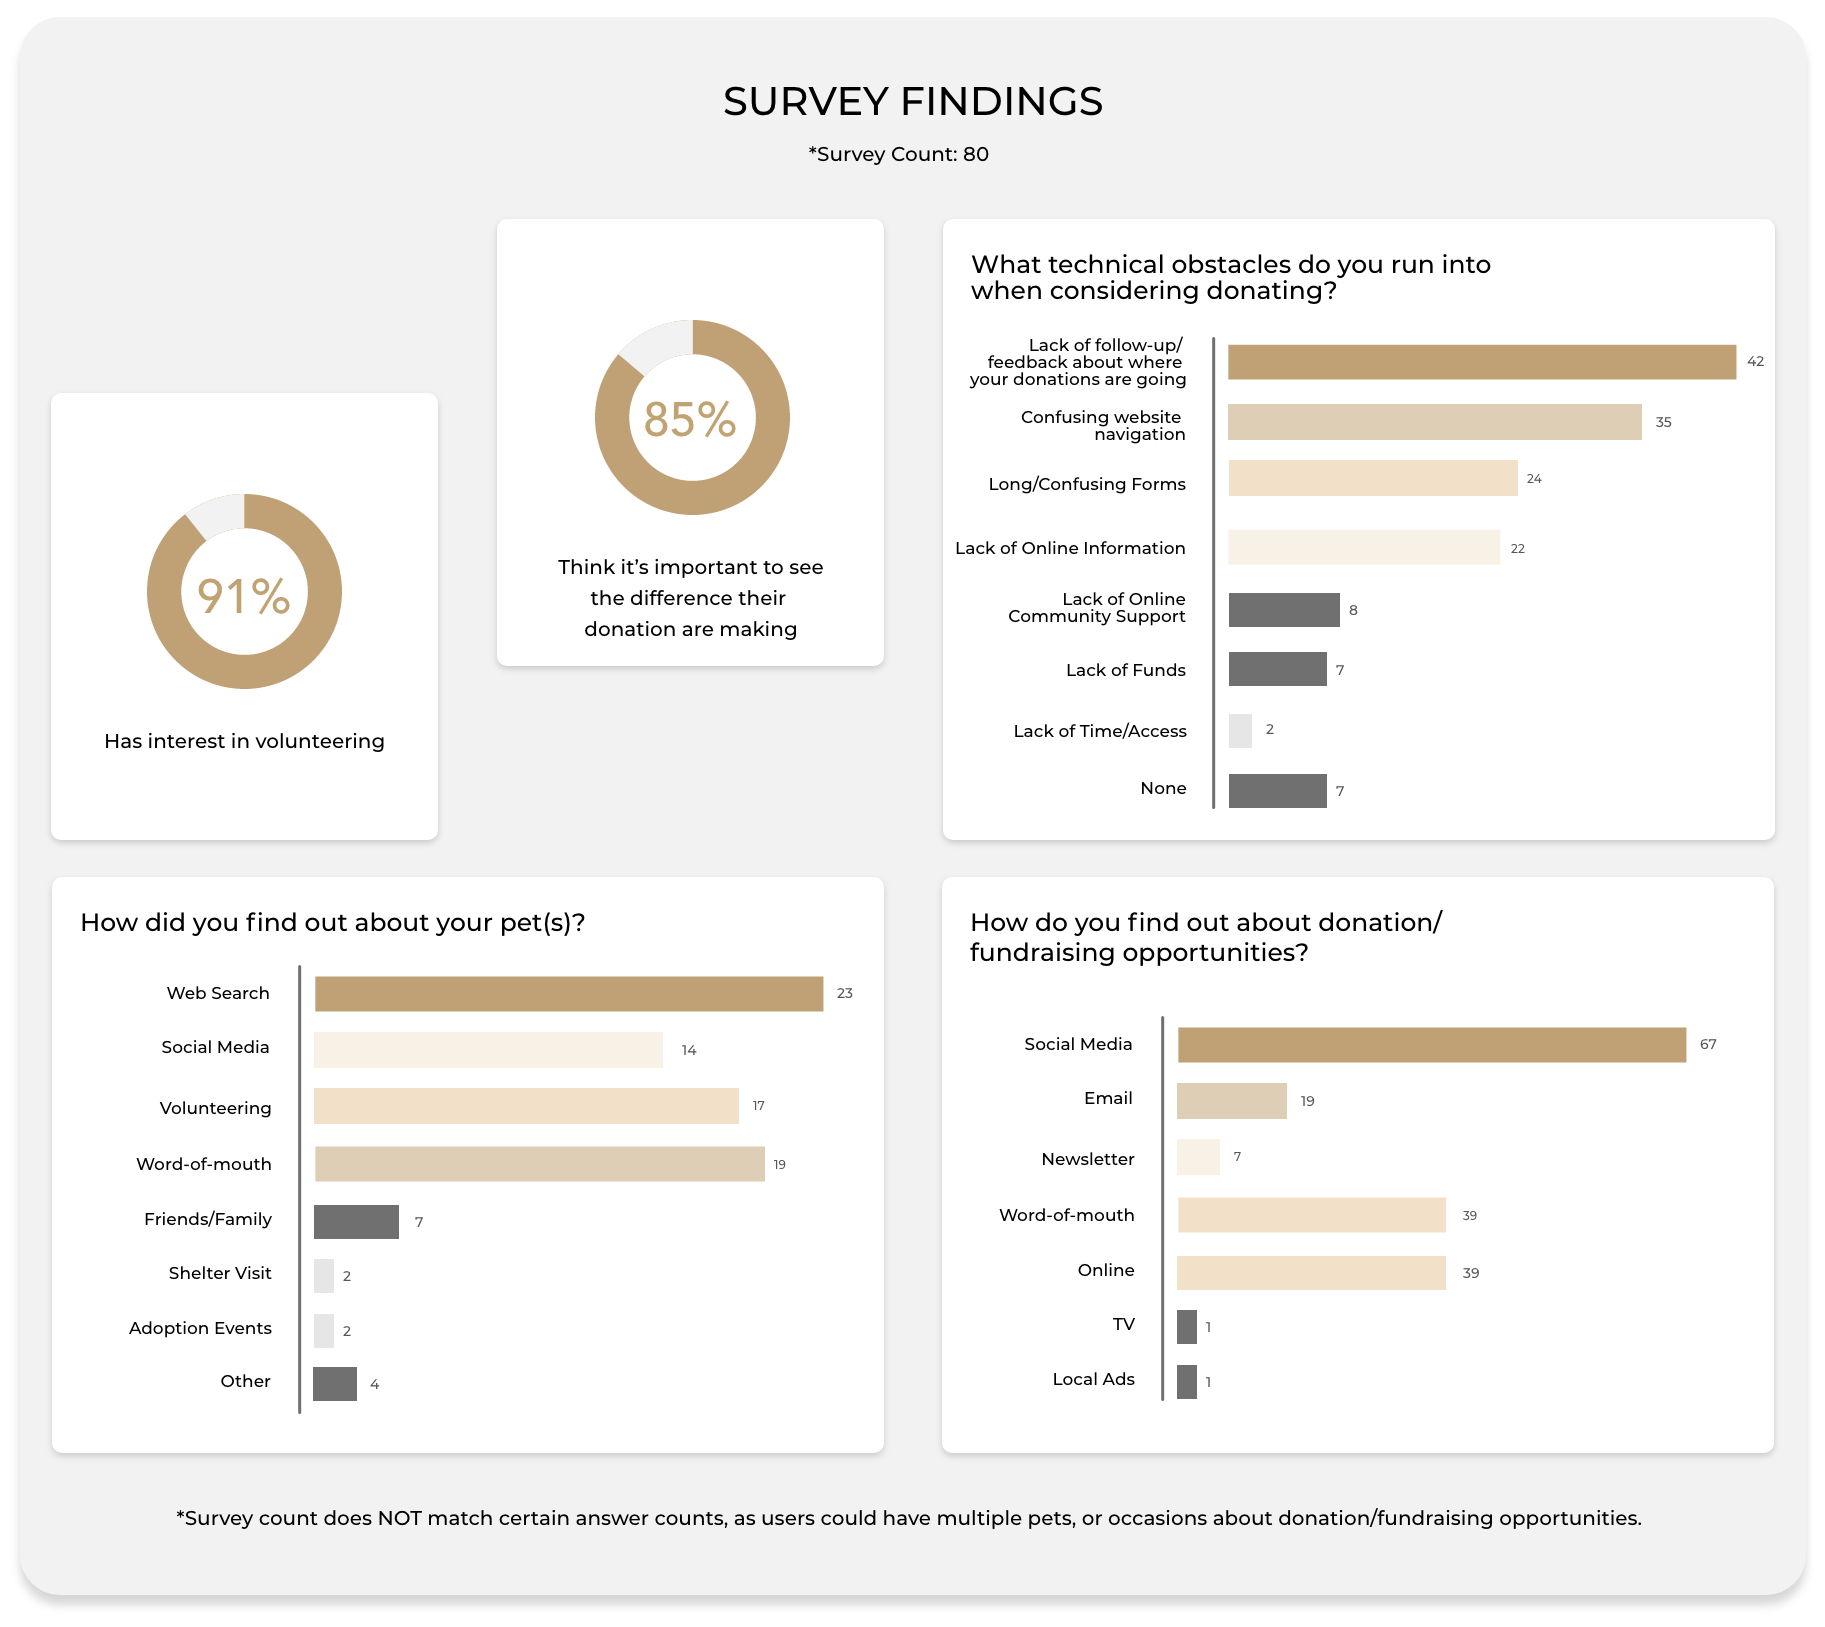 SURVEY FINDINGS
*Survey Count: 80
91%
Has interest in volunteering
85%
Think it’s important to see
the difference their
donation are making
What technical obstacles do you run into
when considering donating?
Lack of follow-up/
feedback about where
your donations are going
42
Confusing website
navigation
35
Long/Confusing Forms
24
Lack of Online Information
22
Lack of Online
Community Support
8
Lack of Funds
7
Lack of Time/Access
2
None
7
How did you find out about your pet(s)?
Web Search
23
Social Media
14
Volunteering
17
Word-of-mouth
19
Friends/Family
7
Shelter Visit
2
Adoption Events
2
Other
4
How do you find out about donation/
fundraising opportunities?
Social Media
67
Email
19
Newsletter
7
Word-of-mouth
39
Online
39
TV
1
Local Ads
1
*Survey count does NOT match certain answer counts, as users could have multiple pets, or occasions about donation/fundraising opportunities.